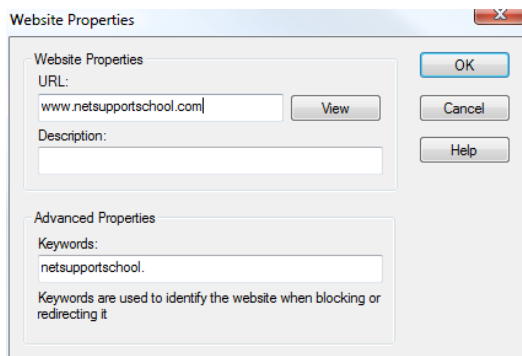 Website Properties
Website Properties
URL:
www.netsupportschool.com
View
Description:
OK
Cancel
Help
Advanced Properties
Keywords:
netsupportschool.
Keywords are used to identify the website when blocking or
redirecting it